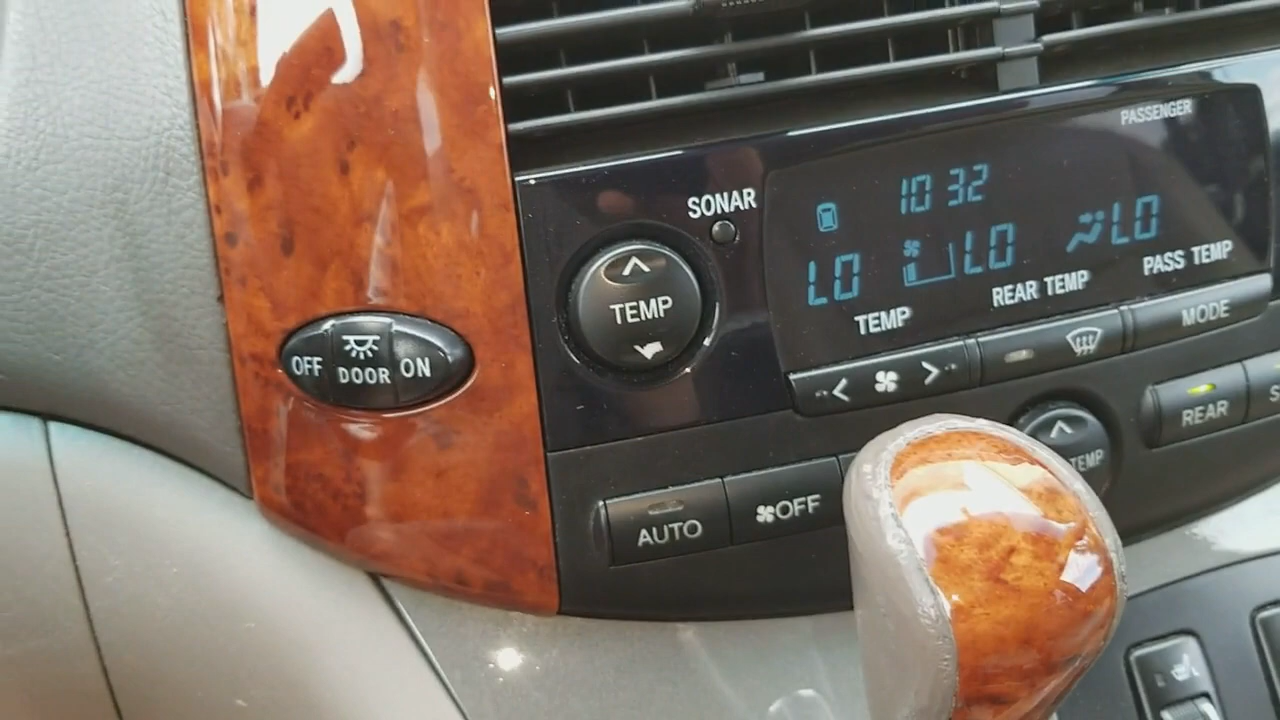 PASSENGER
SONAR
10 32
LO LO LO
TEMP REAR TEMP PASS TEMP
TEMP
MODE
OFF DOOR ON
REAR
TEMP
AUTO OFF